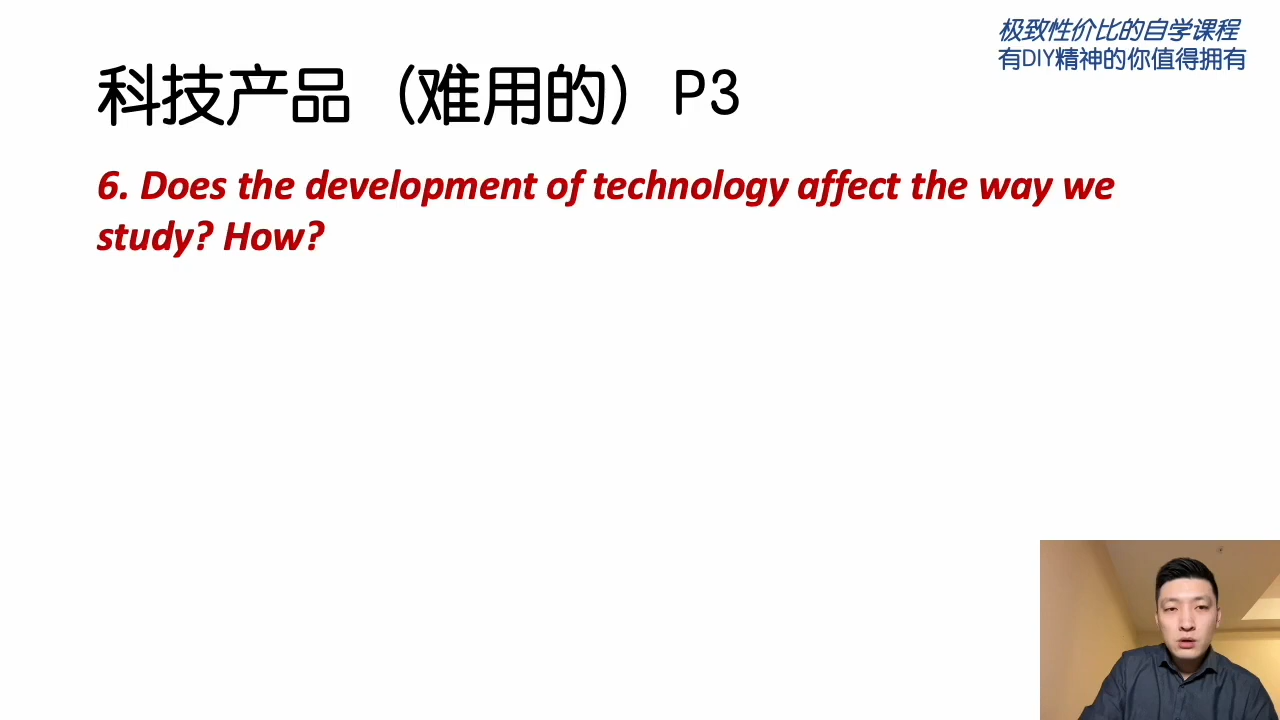 极致性价比的自学课程
有DIY精神的你值得拥有
科技产品（难用的）P3
6. Does the development of technology affect the way we
study? How?